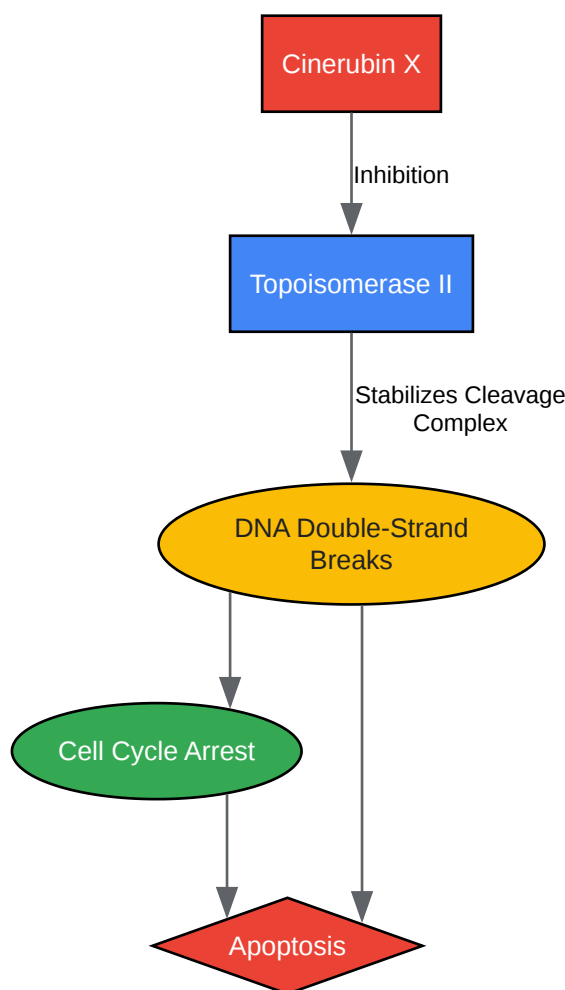 Cinerubin X
Inhibition
Topoisomerase II
Stabilizes Cleavage
Complex
DNA Double-Strand
Breaks
Cell Cycle Arrest
Apoptosis